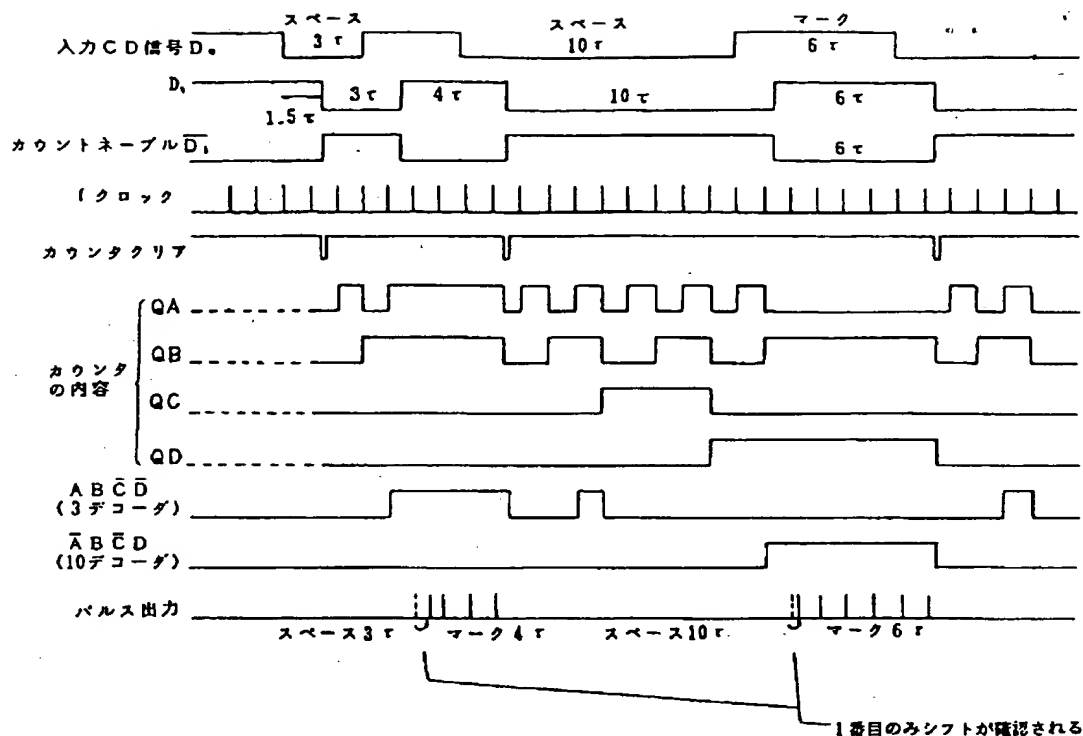 スペース スペース マーク
入力CD信号D₀ 3τ 10τ 6τ
D₁ 3τ 4τ 10τ 6τ
1.5τ
カウントネーブル D̅₁ 6τ
fクロック
カウンタクリア
QA
QB
カウンタ
の内容
QC
QD
A B C̅ D̅
(3デコーダ)
A̅ B C̅ D
(10デコーダ)
パルス出力
スペース3τ マーク4τ スペース10τ マーク6τ
1番目のみシフトが確認される